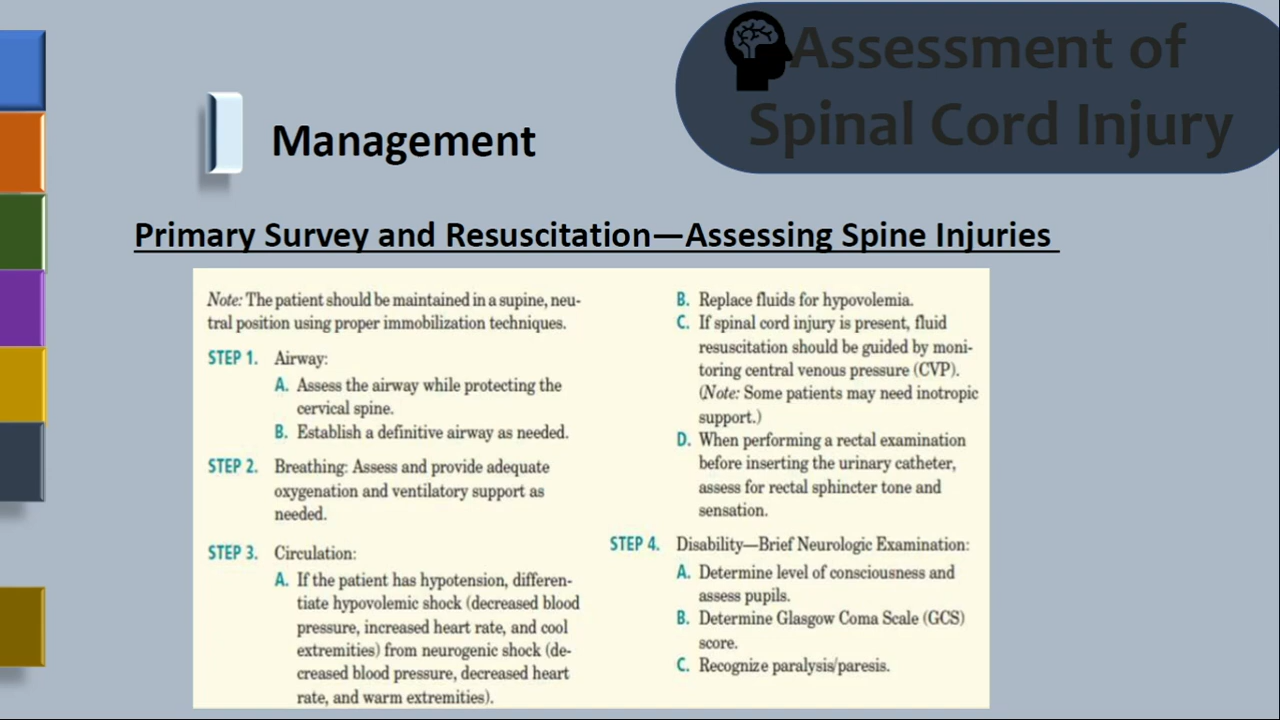 Assessment of
Spinal Cord Injury
Management
Primary Survey and Resuscitation—Assessing Spine Injuries
Note: The patient should be maintained in a supine, neu-
tral position using proper immobilization techniques.
STEP 1. Airway:
A. Assess the airway while protecting the
cervical spine.
B. Establish a definitive airway as needed.
STEP 2. Breathing: Assess and provide adequate
oxygenation and ventilatory support as
needed.
STEP 3. Circulation:
A. If the patient has hypotension, differen-
tiate hypovolemic shock (decreased blood
pressure, increased heart rate, and cool
extremities) from neurogenic shock (de-
creased blood pressure, decreased heart
rate, and warm extremities).
B. Replace fluids for hypovolemia.
C. If spinal cord injury is present, fluid
resuscitation should be guided by moni-
toring central venous pressure (CVP).
(Note: Some patients may need inotropic
support.)
D. When performing a rectal examination
before inserting the urinary catheter,
assess for rectal sphincter tone and
sensation.
STEP 4. Disability—Brief Neurologic Examination:
A. Determine level of consciousness and
assess pupils.
B. Determine Glasgow Coma Scale (GCS)
score.
C. Recognize paralysis/paresis.